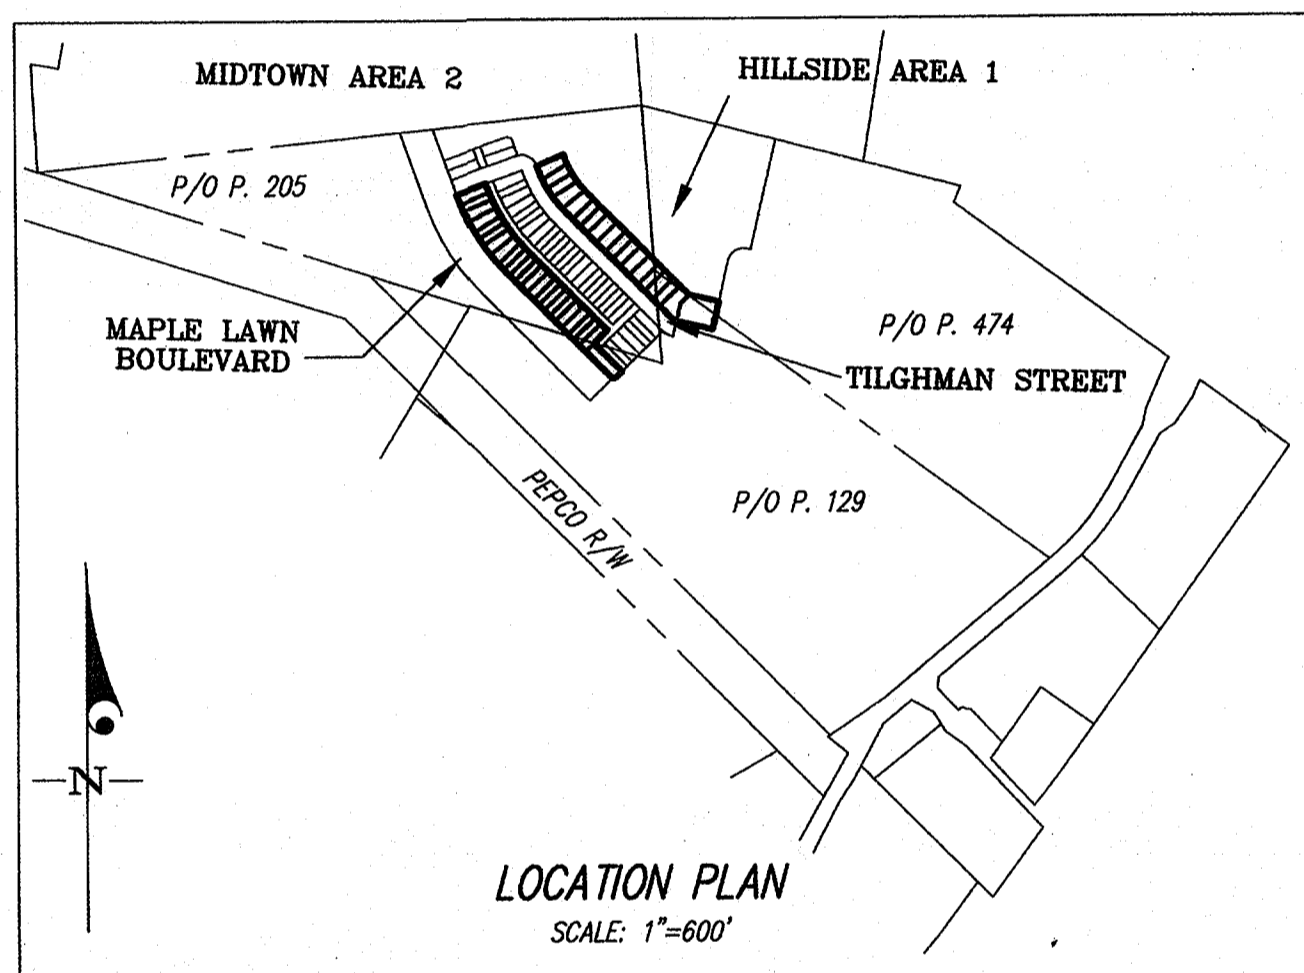 MIDTOWN AREA 2
HILLSIDE AREA 1
P/O P. 205
MAPLE LAWN
BOULEVARD
P/O P. 474
TILGHMAN STREET
P/O P. 129
PEPCO R/W
N
LOCATION PLAN
SCALE: 1"=600'